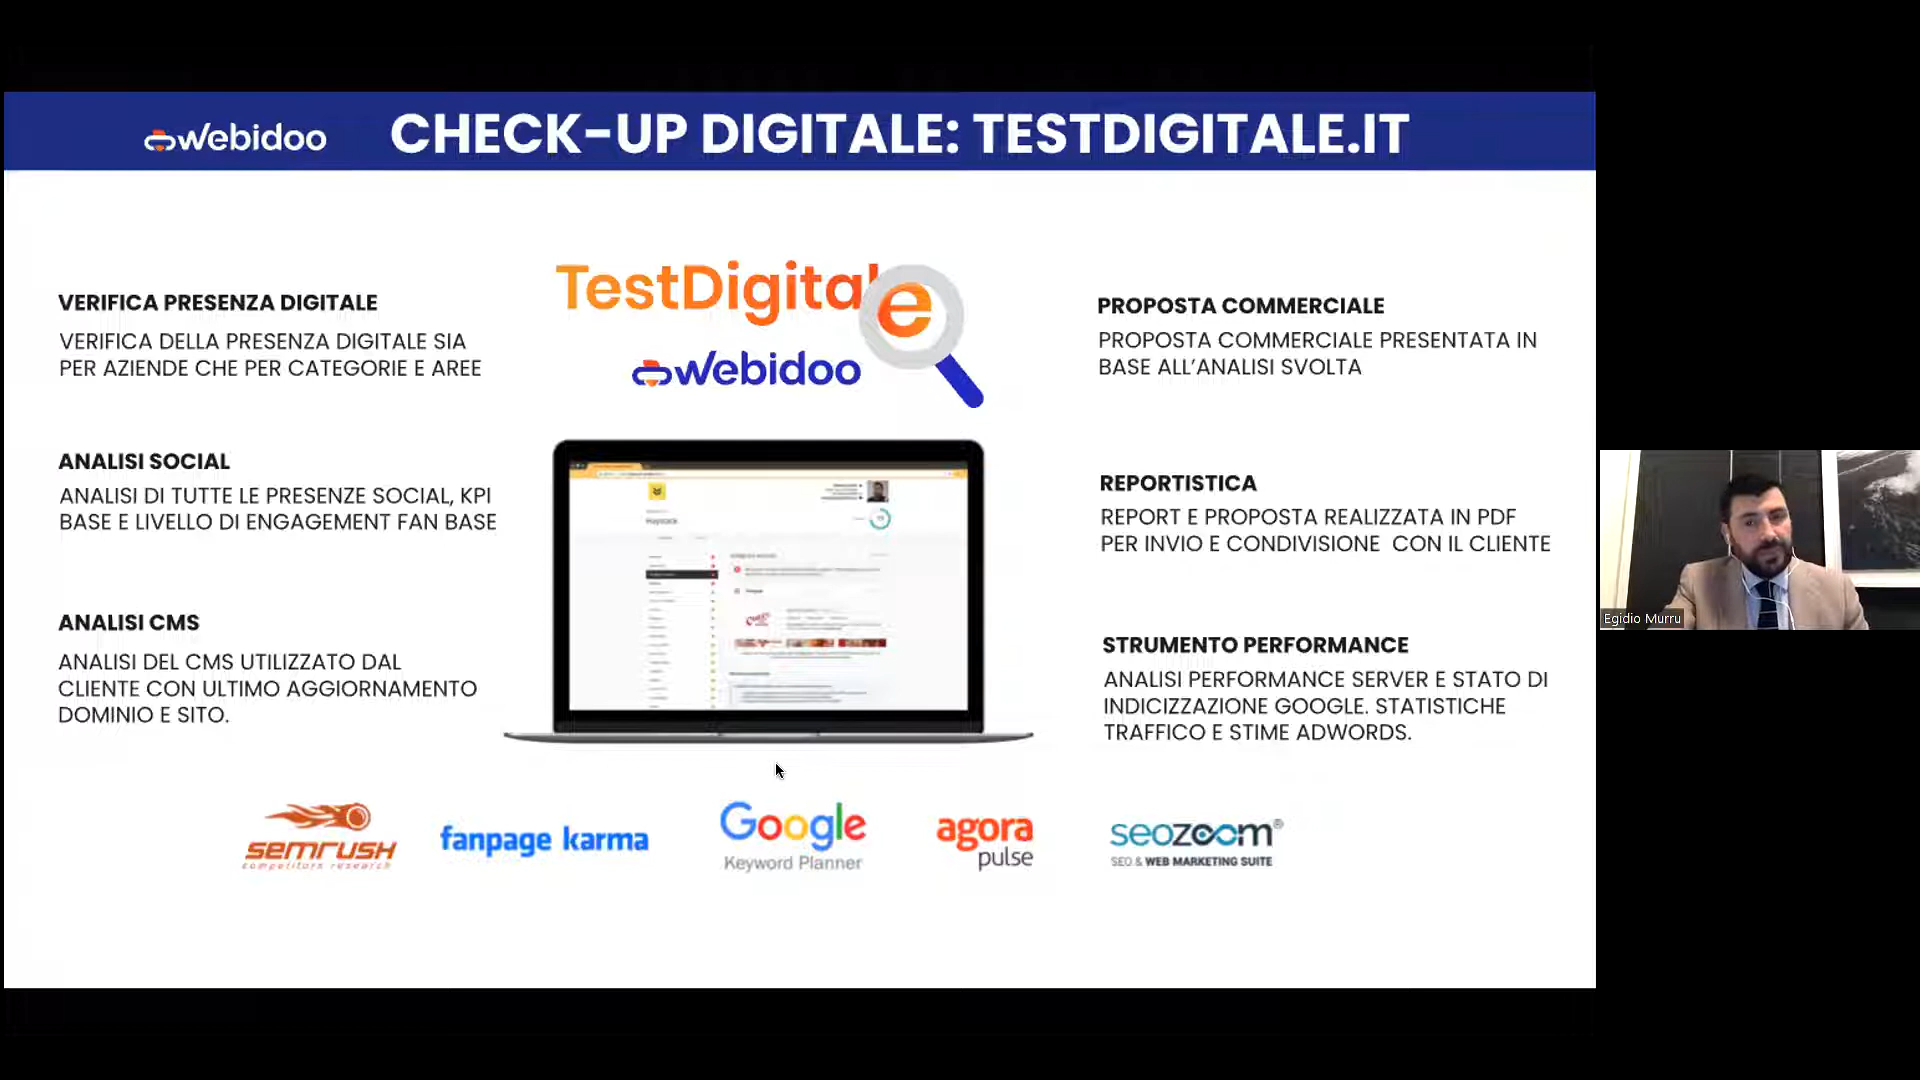 webidoo
CHECK-UP DIGITALE: TESTDIGITALE.IT
TestDigitale
webidoo
VERIFICA PRESENZA DIGITALE
VERIFICA DELLA PRESENZA DIGITALE SIA
PER AZIENDE CHE PER CATEGORIE E AREE
ANALISI SOCIAL
ANALISI DI TUTTE LE PRESENZE SOCIAL, KPI
BASE E LIVELLO DI ENGAGEMENT FAN BASE
ANALISI CMS
ANALISI DEL CMS UTILIZZATO DAL
CLIENTE CON ULTIMO AGGIORNAMENTO
DOMINIO E SITO.
PROPOSTA COMMERCIALE
PROPOSTA COMMERCIALE PRESENTATA IN
BASE ALL'ANALISI SVOLTA
REPORTISTICA
REPORT E PROPOSTA REALIZZATA IN PDF
PER INVIO E CONDIVISIONE CON IL CLIENTE
STRUMENTO PERFORMANCE
ANALISI PERFORMANCE SERVER E STATO DI
INDICIZZAZIONE GOOGLE. STATISTICHE
TRAFFICO E STIME ADWORDS.
Egidio Murru
semrush
competitors research
fanpage karma
Google
Keyword Planner
agora
pulse
seozoom®
SEO & WEB MARKETING SUITE